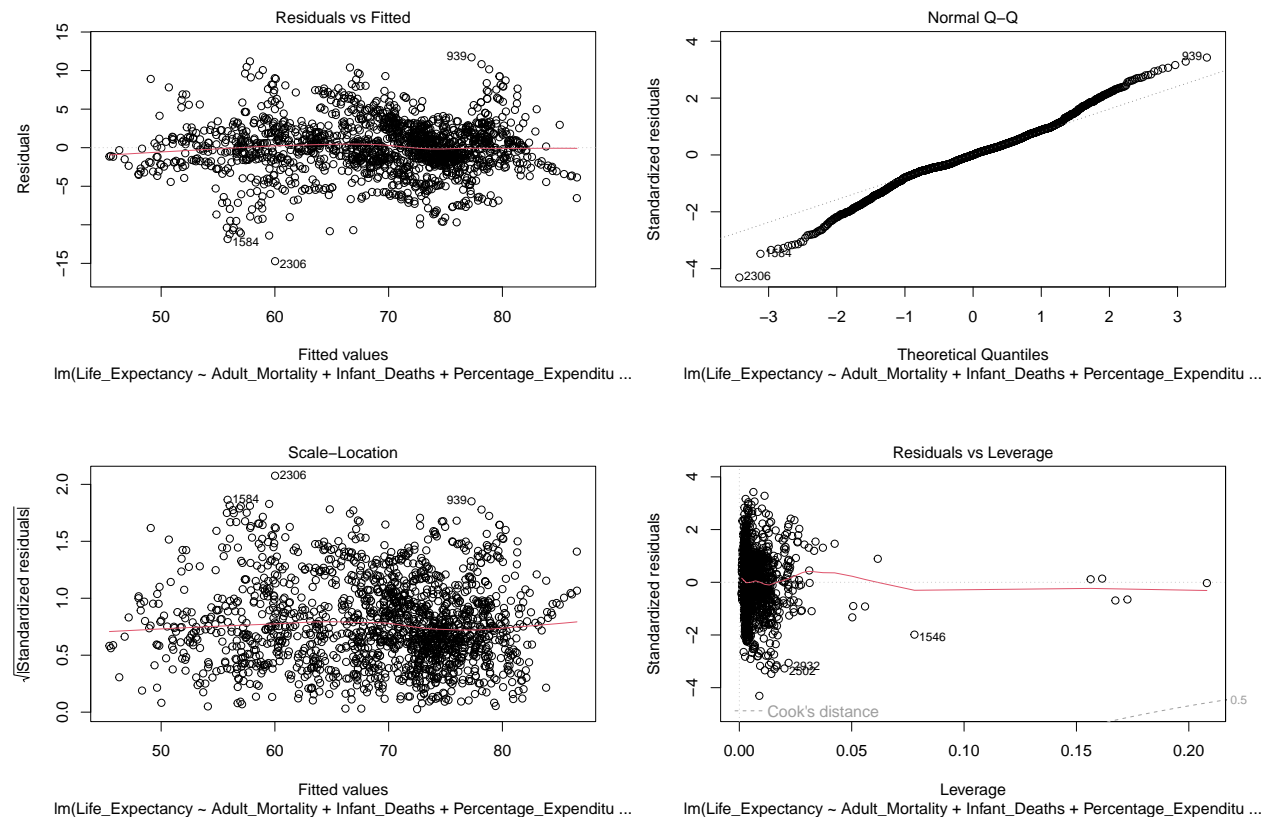 Residuals vs Fitted
Residuals
15
10
5
0
−5
−15
939
1584
2306
50 60 70 80
Fitted values
lm(Life_Expectancy ~ Adult_Mortality + Infant_Deaths + Percentage_Expenditu ...
Normal Q−Q
Standardized residuals
4
2
0
−2
−4
939
1584
2306
−3 −2 −1 0 1 2 3
Theoretical Quantiles
lm(Life_Expectancy ~ Adult_Mortality + Infant_Deaths + Percentage_Expenditu ...
Scale−Location
√|Standardized residuals|
2.0
1.5
1.0
0.5
0.0
2306
1584
939
50 60 70 80
Fitted values
lm(Life_Expectancy ~ Adult_Mortality + Infant_Deaths + Percentage_Expenditu ...
Residuals vs Leverage
Standardized residuals
4
2
0
−2
−4
1546
2932
2502
Cook's distance
0.5
0.00 0.05 0.10 0.15 0.20
Leverage
lm(Life_Expectancy ~ Adult_Mortality + Infant_Deaths + Percentage_Expenditu ...